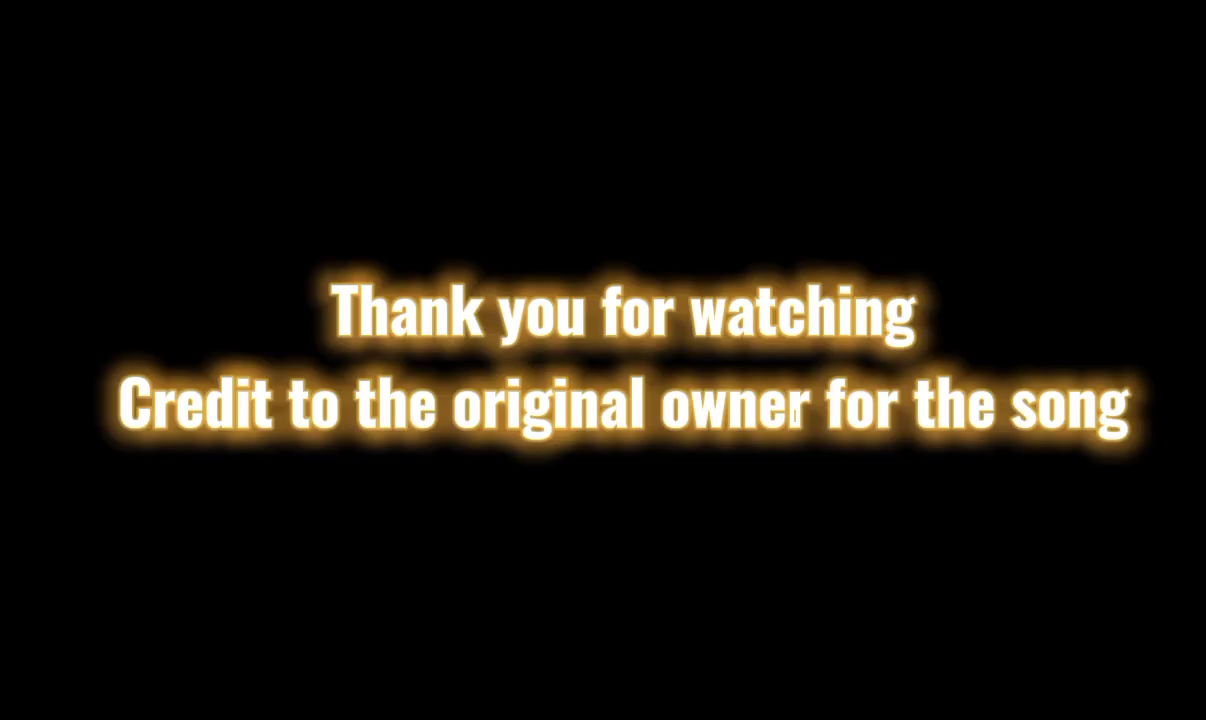 Thank you for watching
Credit to the original owner for the song